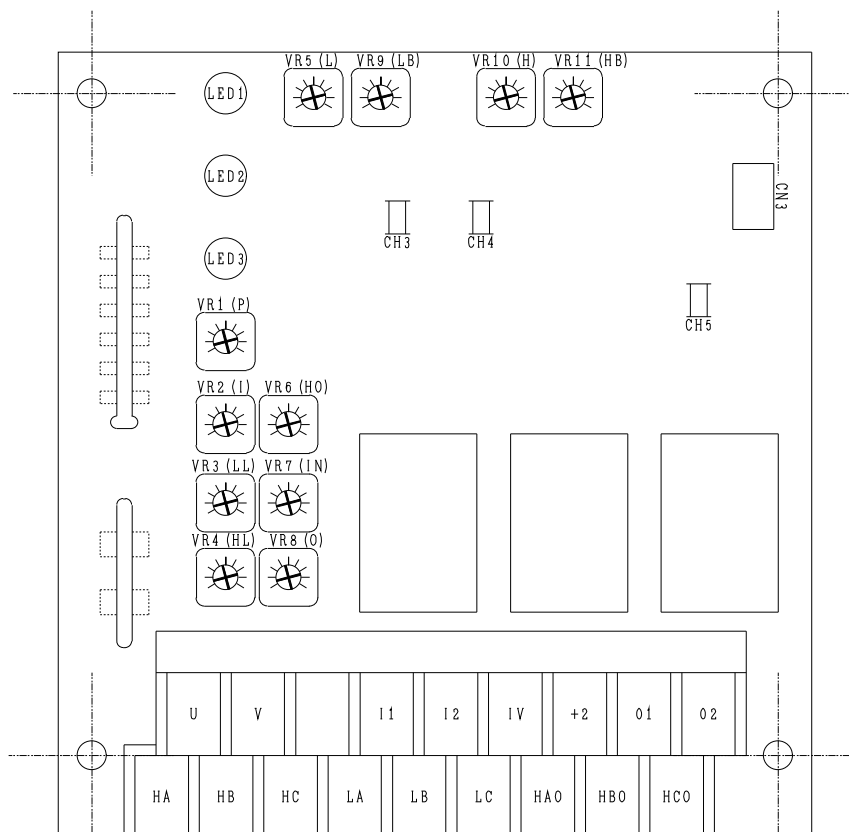 VR5 (L) VR9 (LB) VR10 (H) VR11 (HB)
LED1
LED2
CN3
CH3 CH4
LED3
VR1 (P)
CH5
VR2 (I) VR6 (HO)
VR3 (LL) VR7 (IN)
VR4 (HL) VR8 (O)
U V I1 I2 IV +2 O1 O2
HA HB HC LA LB LC HAO HBO HCO